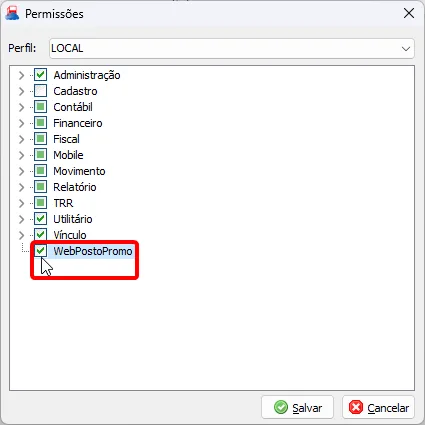 Permissões
Perfil: LOCAL
Administração
Cadastro
Contábil
Financeiro
Fiscal
Mobile
Movimento
Relatório
TRR
Utilitário
Vínculo
WebPostoPromo
Salvar Cancelar